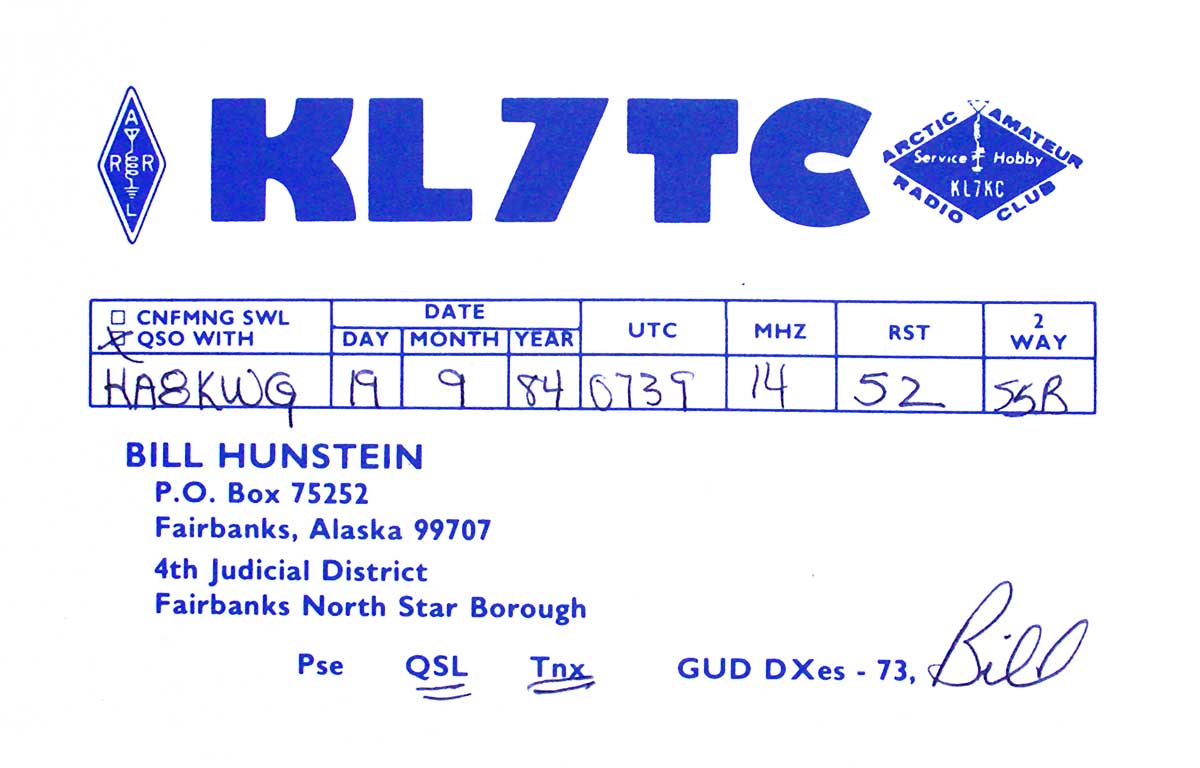 ARRL
KL7TC
ARCTIC AMATEUR
Service Hobby
KL7KC
RADIO CLUB
☐ CNFMNG SWL
☒ QSO WITH
DATE
DAY MONTH YEAR
UTC
MHZ
RST
2
WAY
HA8KWG 19 9 84 0739 14 52 SSB
BILL HUNSTEIN
P.O. Box 75252
Fairbanks, Alaska 99707
4th Judicial District
Fairbanks North Star Borough
Pse QSL Tnx GUD DXes - 73, Bill